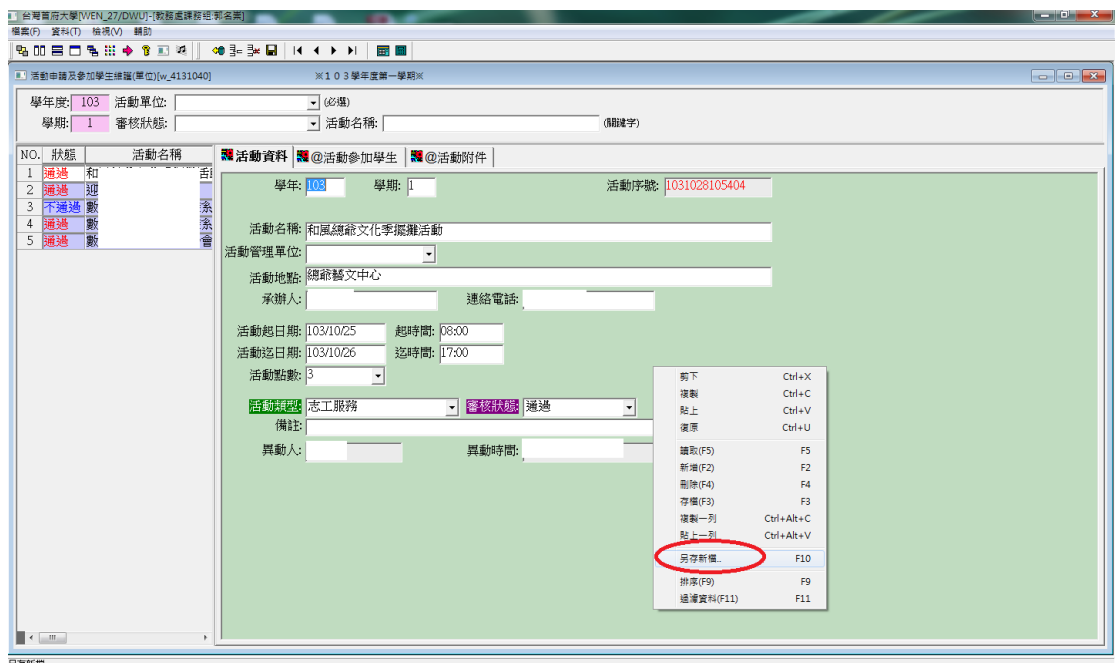 台灣首府大學[WEN_27/DWU]-[教務處課務組:郭名崇]
檔案(F) 資料(T) 檢視(V) 輔助
活動申請及參加學生維護(單位)[w_4131040] ※103學年度第一學期※
學年度: 103 活動單位: (必選)
學期: 1 審核狀態: 活動名稱: (關鍵字)
NO. 狀態 活動名稱
1 通過 和
2 通過 迎
3 不通過 數 系
4 通過 數 系
5 通過 數 會
活動資料 @活動參加學生 @活動附件
學年: 103 學期: 1 活動序號: 1031028105404
活動名稱: 和風總爺文化季擺攤活動
活動管理單位:
活動地點: 總爺藝文中心
承辦人: 連絡電話:
活動起日期: 103/10/25 起時間: 08:00
活動迄日期: 103/10/26 迄時間: 17:00
活動點數: 3
活動類型: 志工服務 審核狀態: 通過
備註:
異動人: 異動時間:
剪下 Ctrl+X
複製 Ctrl+C
貼上 Ctrl+V
復原 Ctrl+U
讀取(F5) F5
新增(F2) F2
刪除(F4) F4
存檔(F3) F3
複製一列 Ctrl+Alt+C
貼上一列 Ctrl+Alt+V
另存新檔... F10
排序(F9) F9
過濾資料(F11) F11